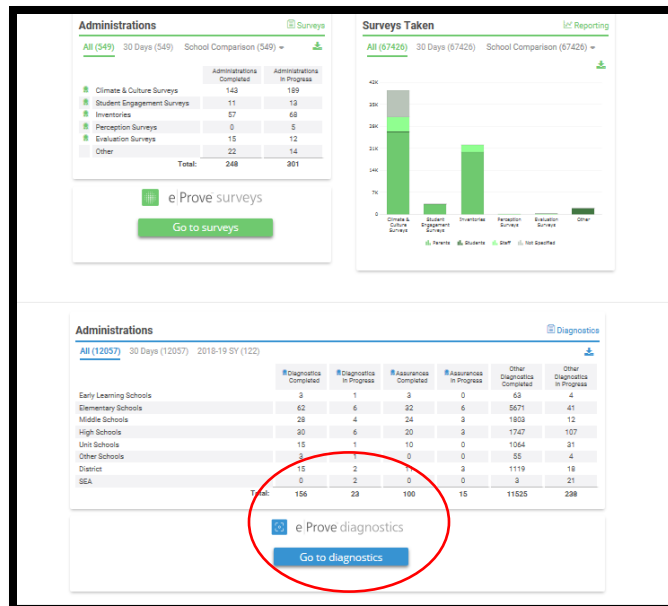 Administrations
Surveys
All (549) 30 Days (549) School Comparison (549)
Administrations Completed Administrations In Progress
Climate & Culture Surveys 143 189
Student Engagement Surveys 11 13
Inventories 57 68
Perception Surveys 0 5
Evaluation Surveys 15 12
Other 22 14
Total: 248 301
e Prove surveys
Go to surveys
Surveys Taken
Reporting
All (67426) 30 Days (67426) School Comparison (67426)
42K
35K
28K
21K
14K
7K
0
Climate & Culture Surveys
Student Engagement Surveys
Inventories
Perception Surveys
Evaluation Surveys
Other
Parents Students Staff Not Specified
Administrations
Diagnostics
All (12057) 30 Days (12057) 2018-19 SY (122)
Diagnostics Completed Diagnostics In Progress Assurances Completed Assurances In Progress Other Diagnostics Completed Other Diagnostics In Progress
Early Learning Schools 3 1 3 0 63 4
Elementary Schools 62 6 32 6 5671 41
Middle Schools 28 4 24 3 1803 12
High Schools 30 6 20 3 1747 107
Unit Schools 15 1 10 0 1064 31
Other Schools 3 1 0 0 55 4
District 15 2 11 3 1119 18
SEA 0 2 0 0 3 21
Total: 156 23 100 15 11525 238
e Prove diagnostics
Go to diagnostics